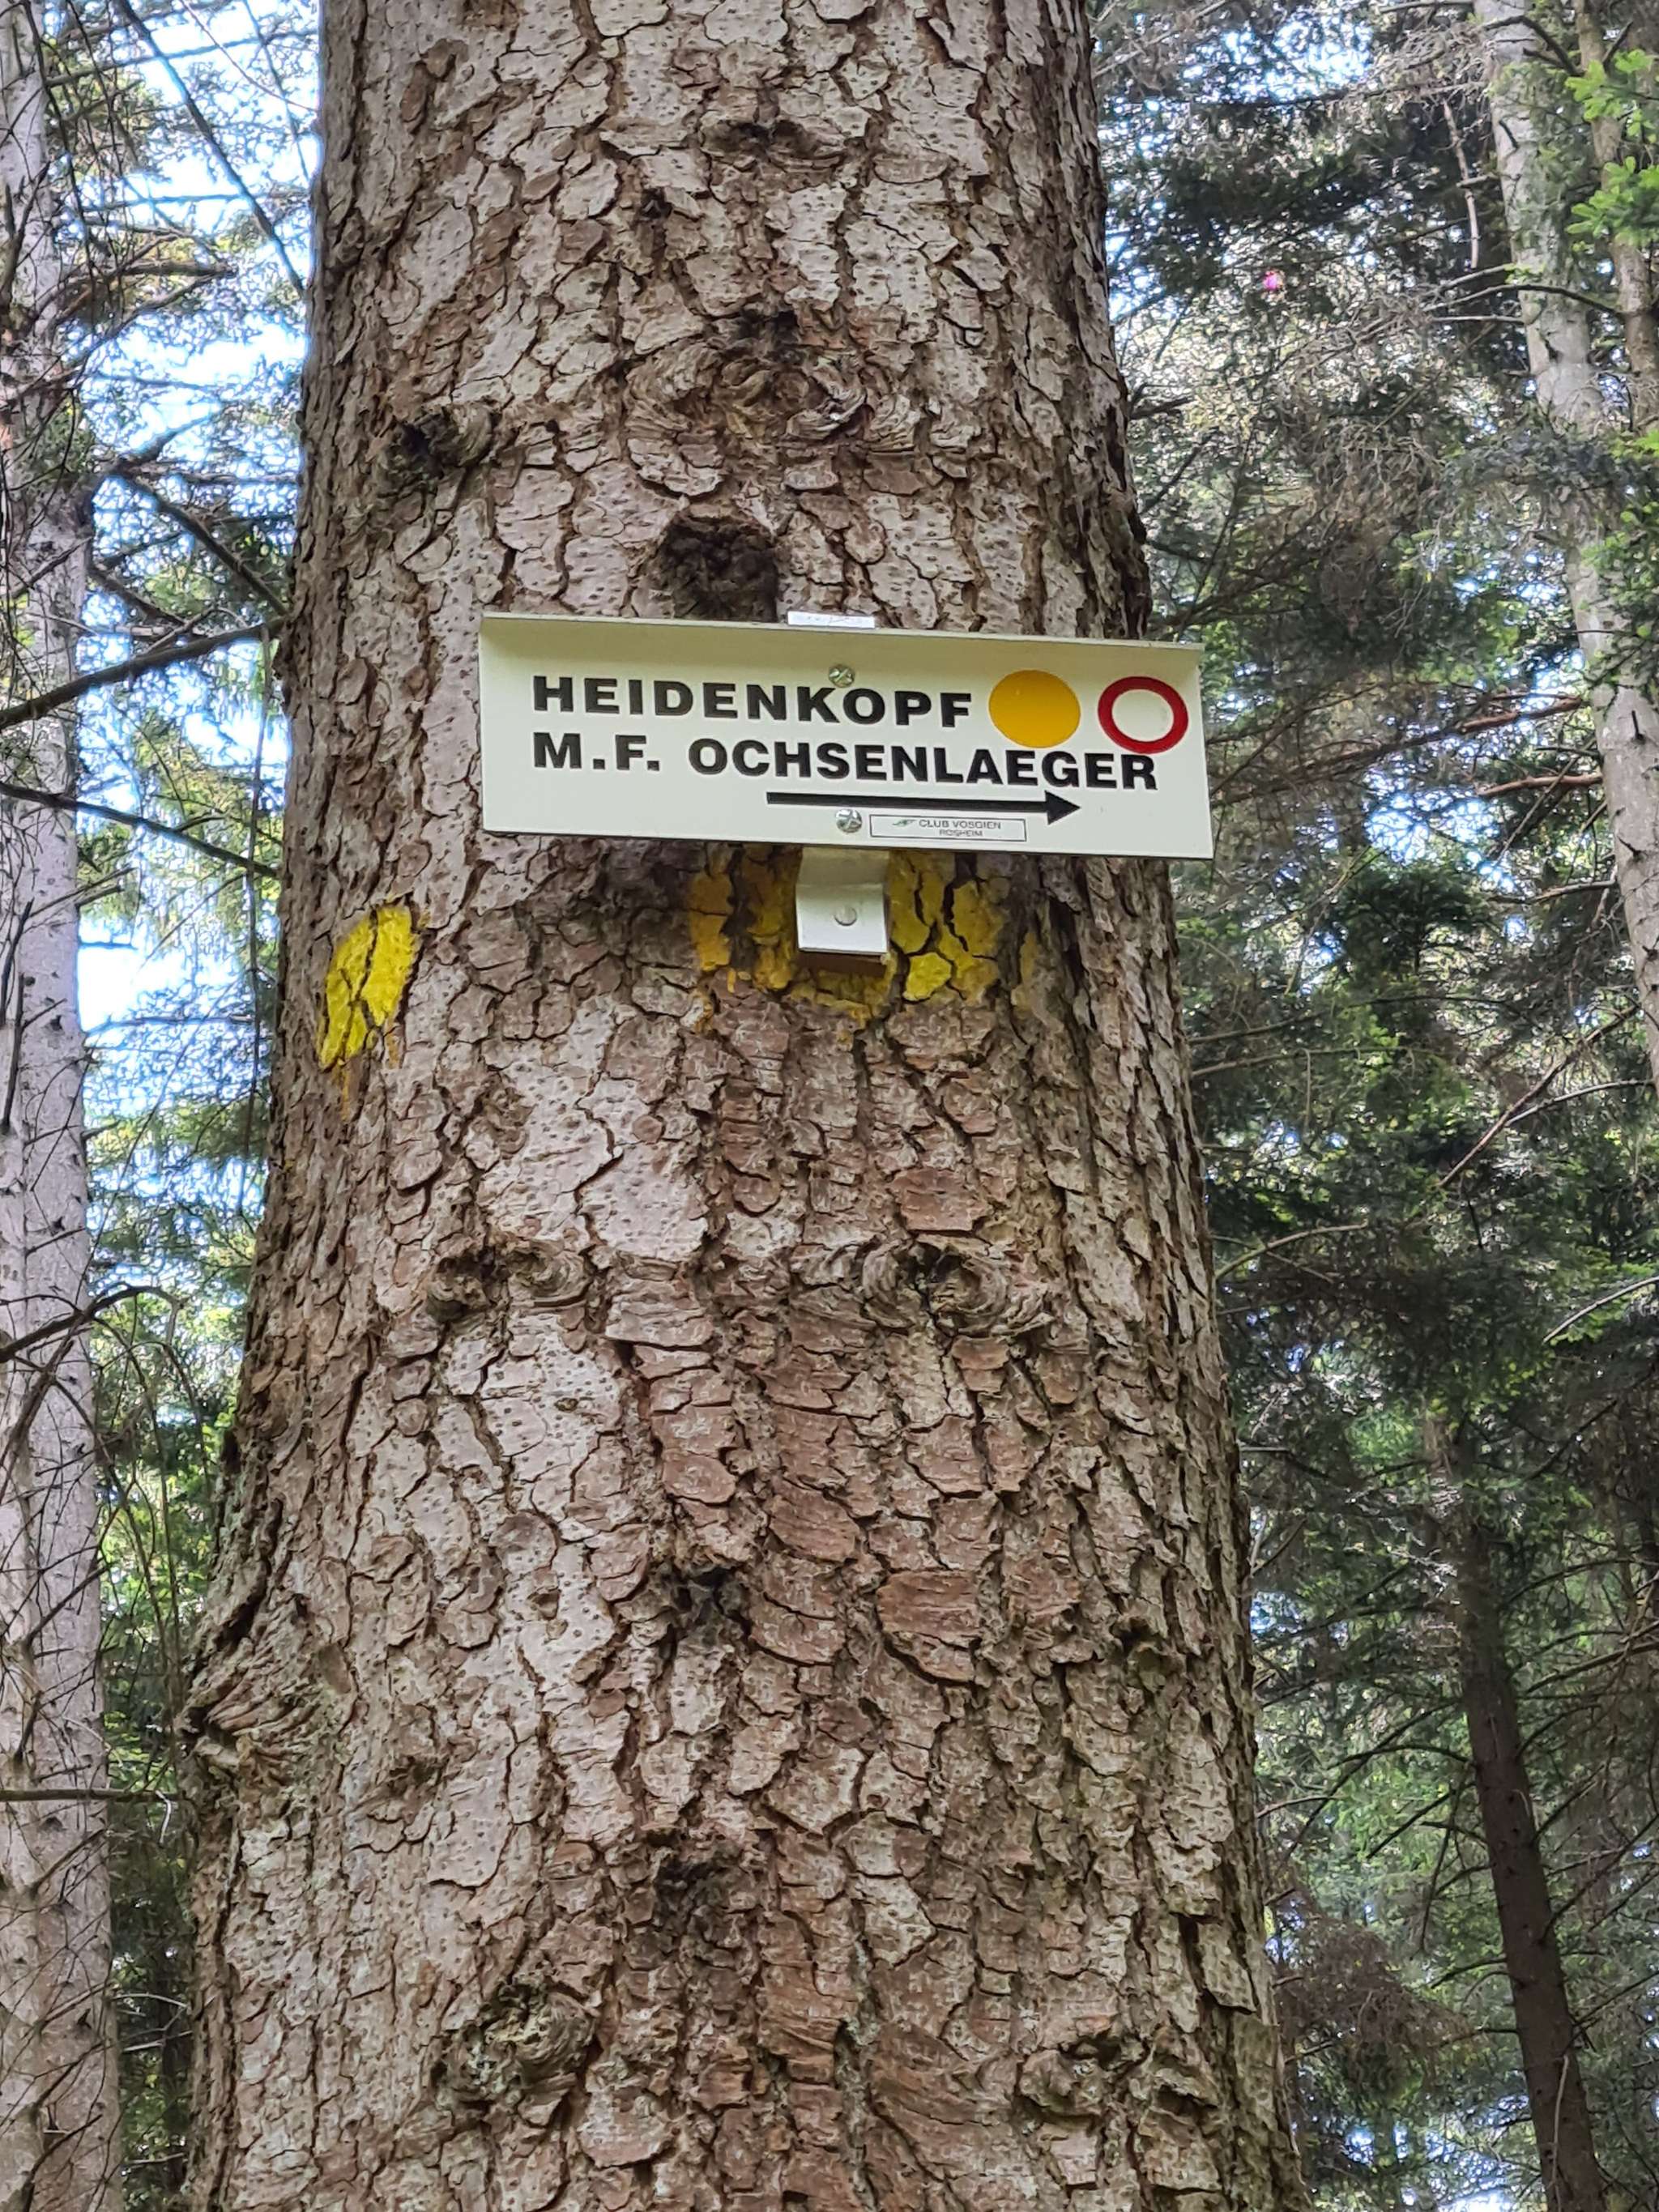 HEIDENKOPF
M.F. OCHSENLAEGER
CLUB VOSGIEN
ROSHEIM